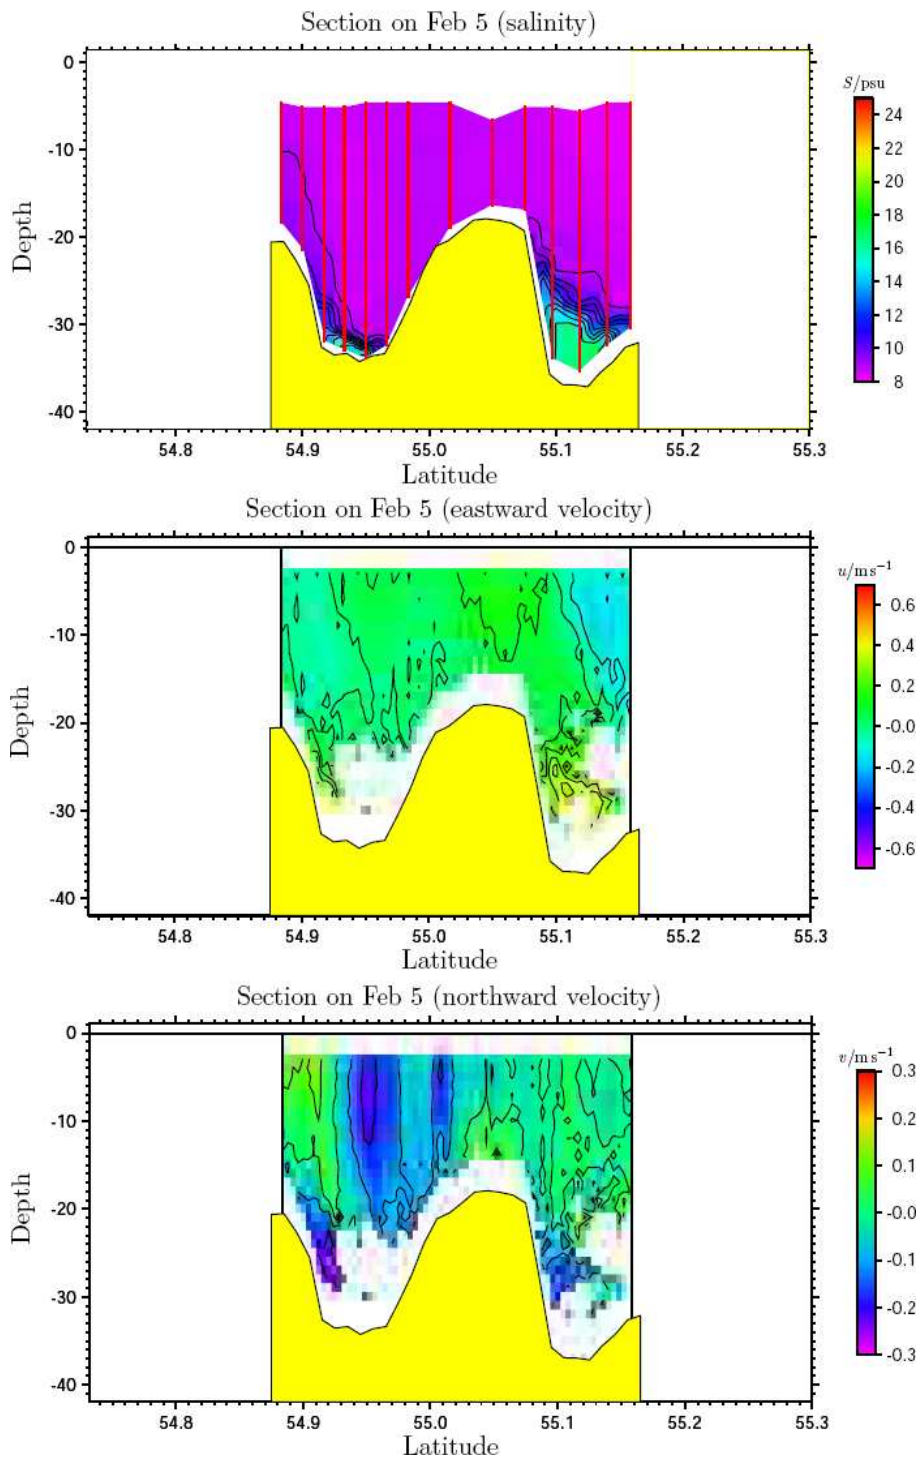 Section on Feb 5 (salinity)
0
-10
-20
-30
-40
Depth
54.8 54.9 55.0 55.1 55.2 55.3
Latitude
S/psu
24
22
20
18
16
14
12
10
8
Section on Feb 5 (eastward velocity)
0
-10
-20
-30
-40
Depth
54.8 54.9 55.0 55.1 55.2 55.3
Latitude
u/m s⁻¹
0.6
0.4
0.2
-0.0
-0.2
-0.4
-0.6
Section on Feb 5 (northward velocity)
0
-10
-20
-30
-40
Depth
54.8 54.9 55.0 55.1 55.2 55.3
Latitude
v/m s⁻¹
0.3
0.2
0.1
-0.0
-0.1
-0.2
-0.3